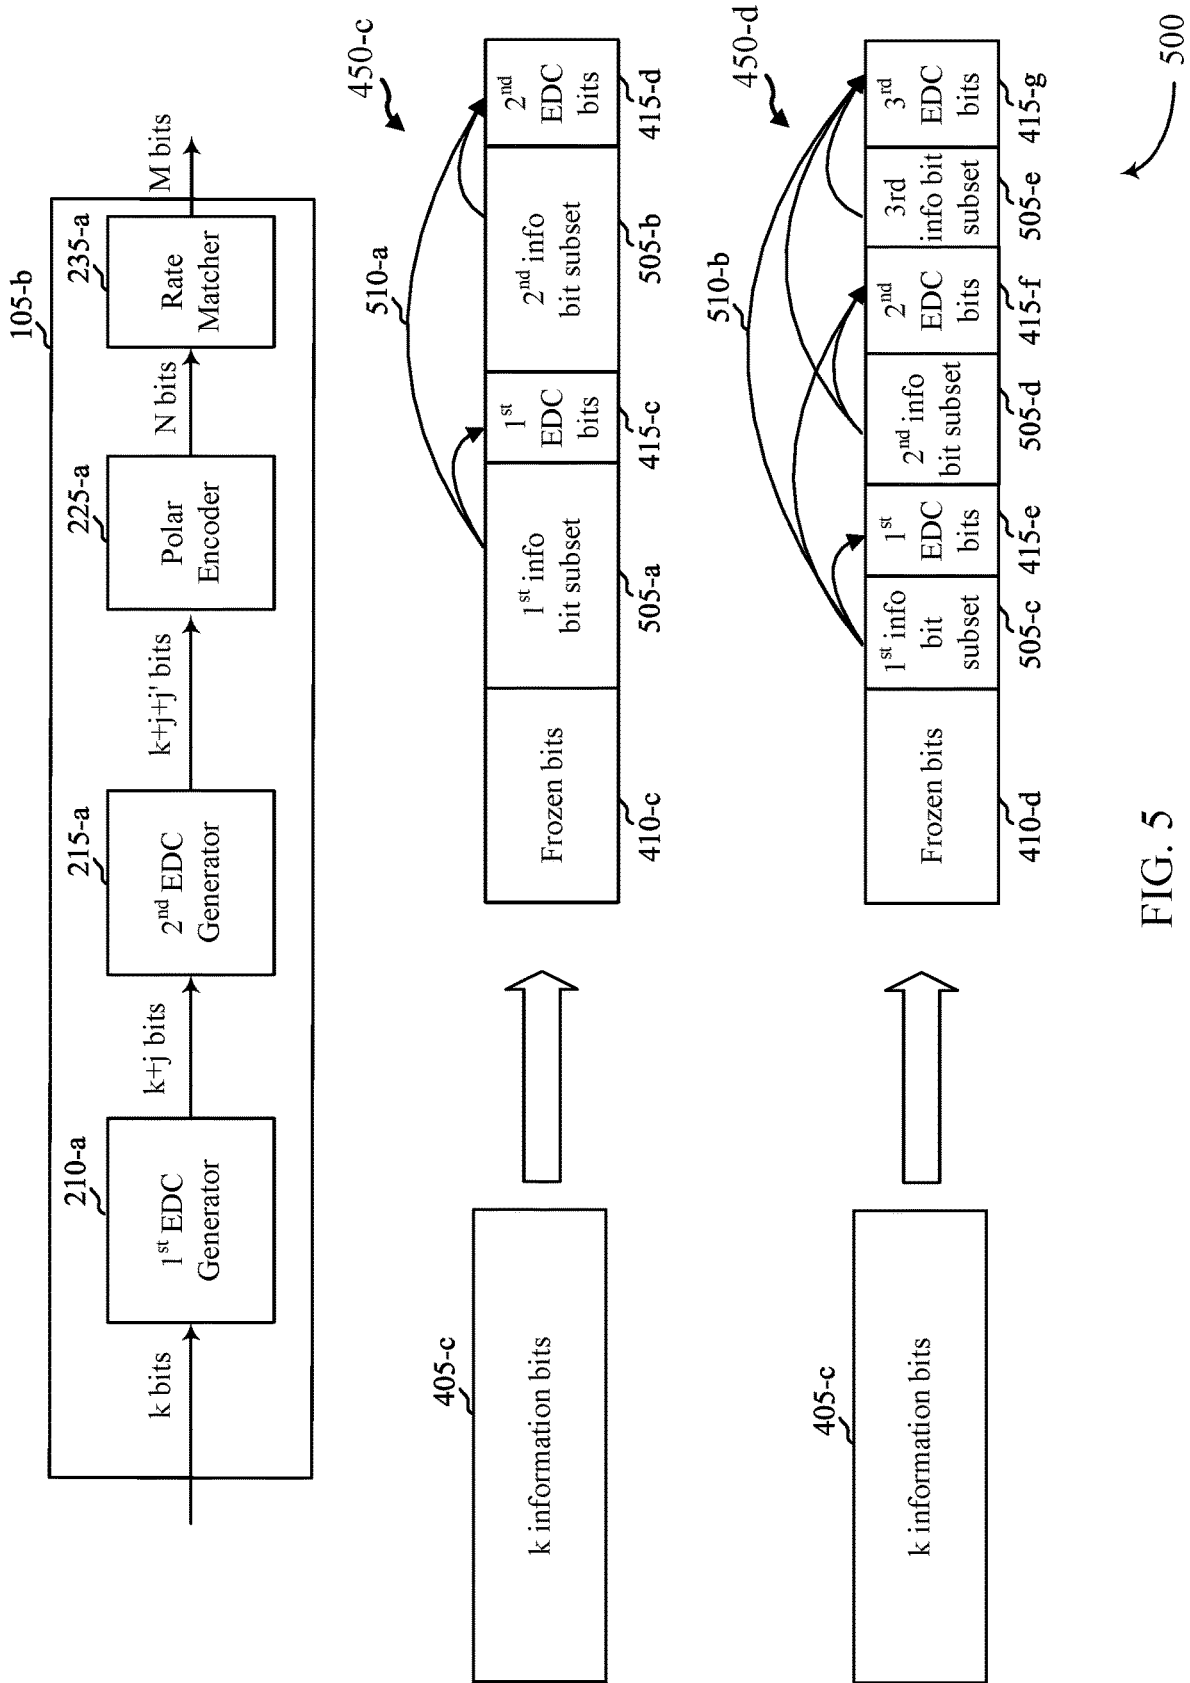 105-b
k bits
210-a
1st EDC
Generator
k+j bits
215-a
2nd EDC
Generator
k+j+j' bits
225-a
Polar
Encoder
N bits
235-a
Rate
Matcher
M bits
405-c
k information bits
450-c
510-a
Frozen bits
410-c
1st info
bit subset
505-a
1st
EDC
bits
415-c
2nd info
bit subset
505-b
2nd
EDC
bits
415-d
405-c
k information bits
450-d
510-b
Frozen bits
410-d
1st info
bit
subset
505-c
1st
EDC
bits
415-e
2nd info
bit subset
505-d
2nd
EDC
bits
415-f
3rd
info bit
subset
505-e
3rd
EDC
bits
415-g
500
FIG. 5